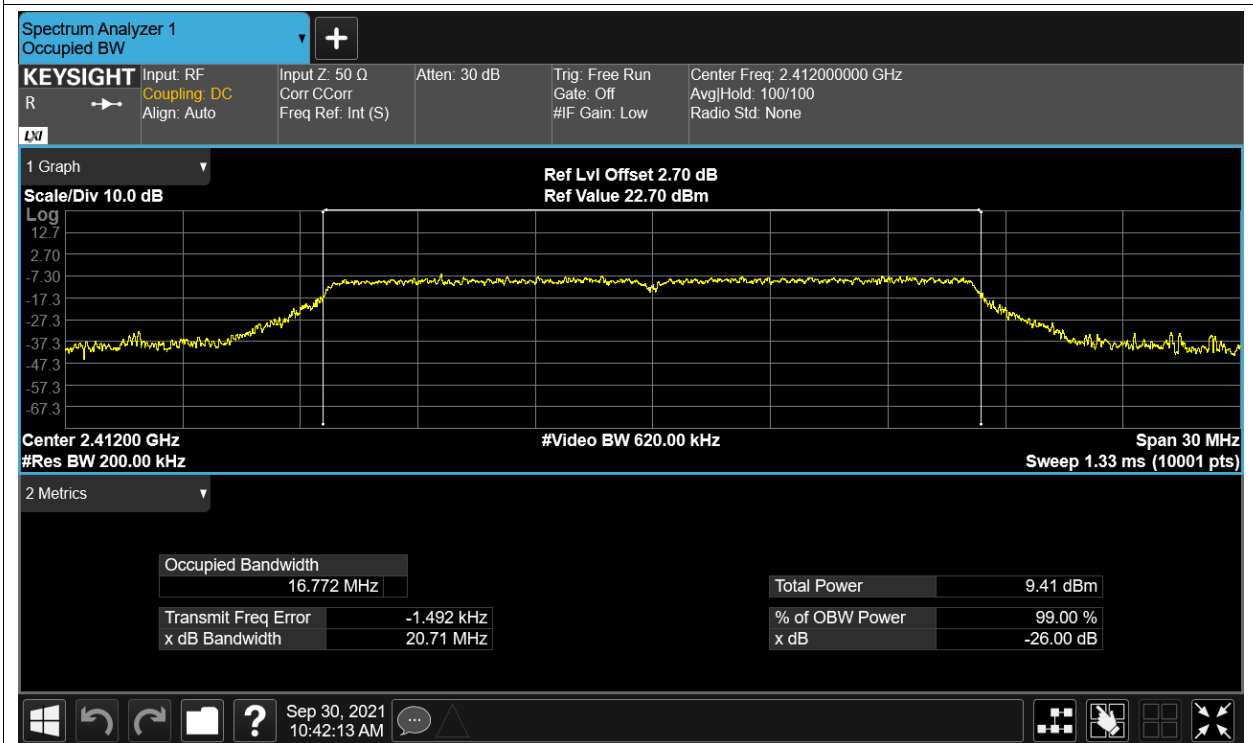 Spectrum Analyzer 1
Occupied BW
KEYSIGHT
R
LXI
Input: RF
Coupling: DC
Align: Auto
Input Z: 50 Ω
Corr CCorr
Freq Ref: Int (S)
Atten: 30 dB
Trig: Free Run
Gate: Off
#IF Gain: Low
Center Freq: 2.412000000 GHz
Avg|Hold: 100/100
Radio Std: None
1 Graph
Scale/Div 10.0 dB
Ref Lvl Offset 2.70 dB
Ref Value 22.70 dBm
Log
12.7
2.70
-7.30
-17.3
-27.3
-37.3
-47.3
-57.3
-67.3
Center 2.41200 GHz
#Video BW 620.00 kHz
Span 30 MHz
#Res BW 200.00 kHz
Sweep 1.33 ms (10001 pts)
2 Metrics
Occupied Bandwidth
16.772 MHz
Transmit Freq Error -1.492 kHz
x dB Bandwidth 20.71 MHz
Total Power 9.41 dBm
% of OBW Power 99.00 %
x dB -26.00 dB
Sep 30, 2021
10:42:13 AM